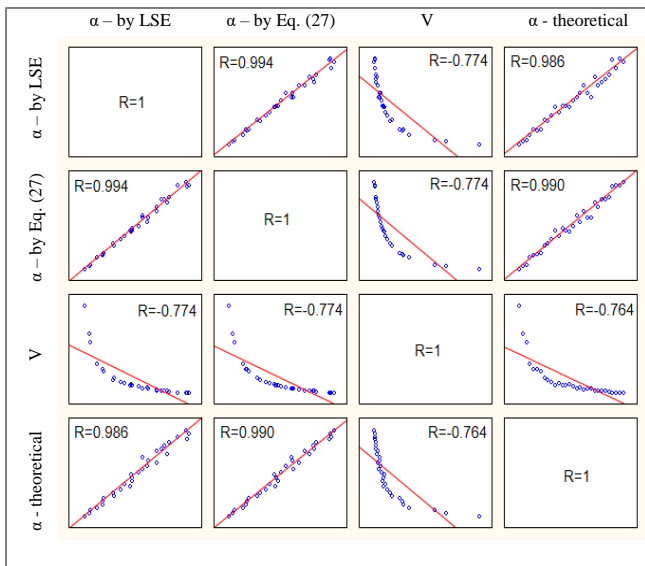 α – by LSE α – by Eq. (27) V α - theoretical
α – by LSE
R=1
R=0.994
R=-0.774
R=0.986
α – by Eq. (27)
R=0.994
R=1
R=-0.774
R=0.990
V
R=-0.774
R=-0.774
R=1
R=-0.764
α - theoretical
R=0.986
R=0.990
R=-0.764
R=1